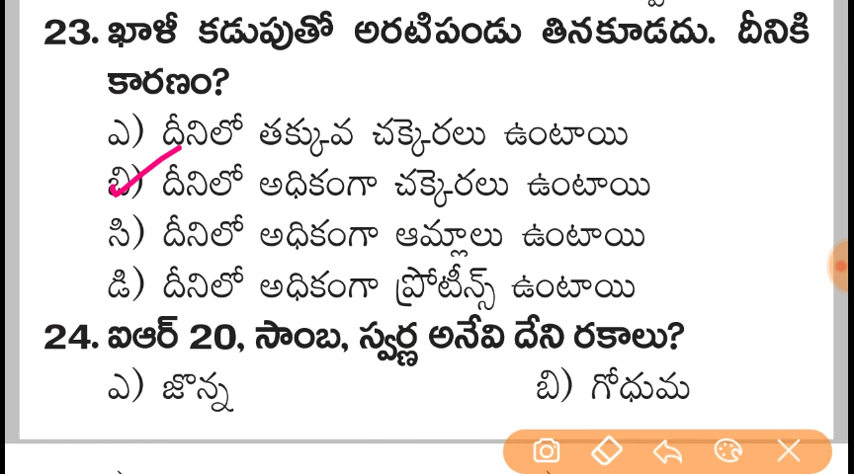 23. ఖాళీ కడుపుతో అరటిపండు తినకూడదు. దీనికి
కారణం?
ఎ) దీనిలో తక్కువ చక్కెరలు ఉంటాయి
బి) దీనిలో అధికంగా చక్కెరలు ఉంటాయి
సి) దీనిలో అధికంగా ఆమ్లాలు ఉంటాయి
డి) దీనిలో అధికంగా ప్రోటీన్స్ ఉంటాయి
24. ఐఆర్ 20, సాంబ, స్వర్ణ అనేవి దేని రకాలు?
ఎ) జొన్న బి) గోధుమ